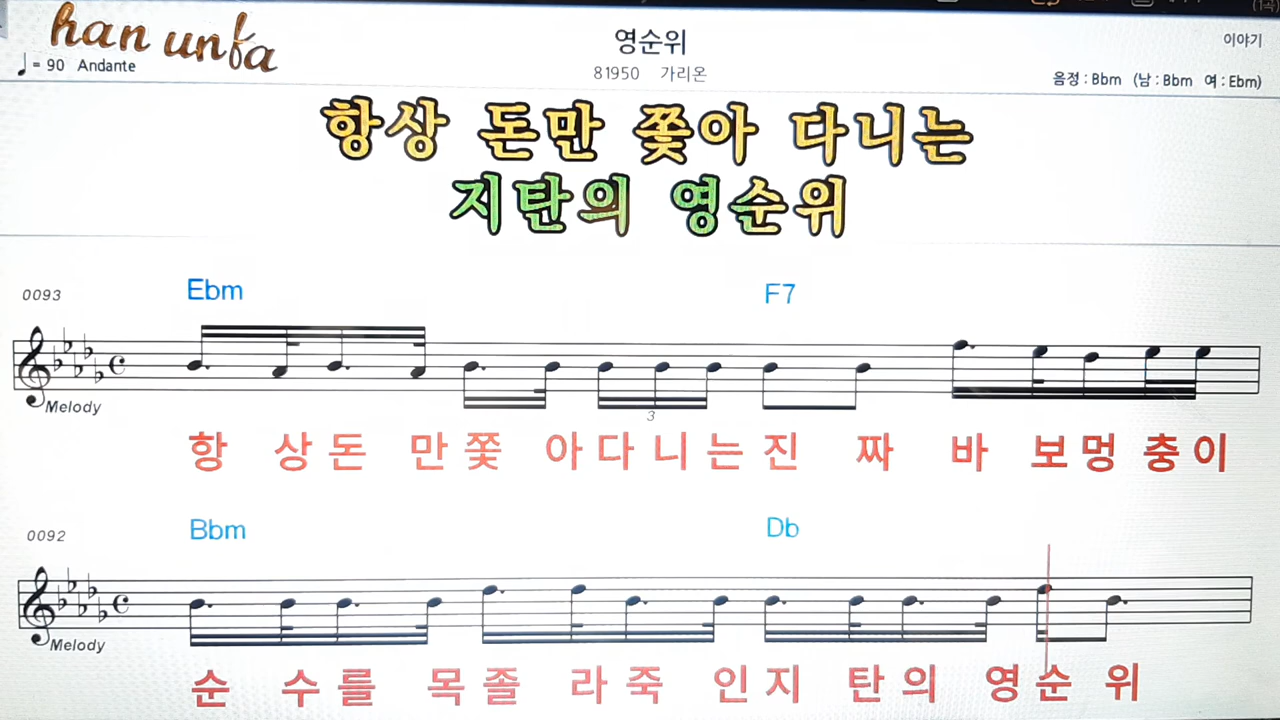 han unfa
영순위
이야기
♩= 90 Andante
81950 가리온
음정 : Bbm (남 : Bbm 여 : Ebm)
항상 돈만 쫓아 다니는
지탄의 영순위
0093
Ebm F7
Melody
3
항 상 돈 만 쫓 아 다 니 는 진 짜 바 보 멍 충 이
0092
Bbm Db
Melody
순 수 를 목 졸 라 죽 인 지 탄 의 영 순 위